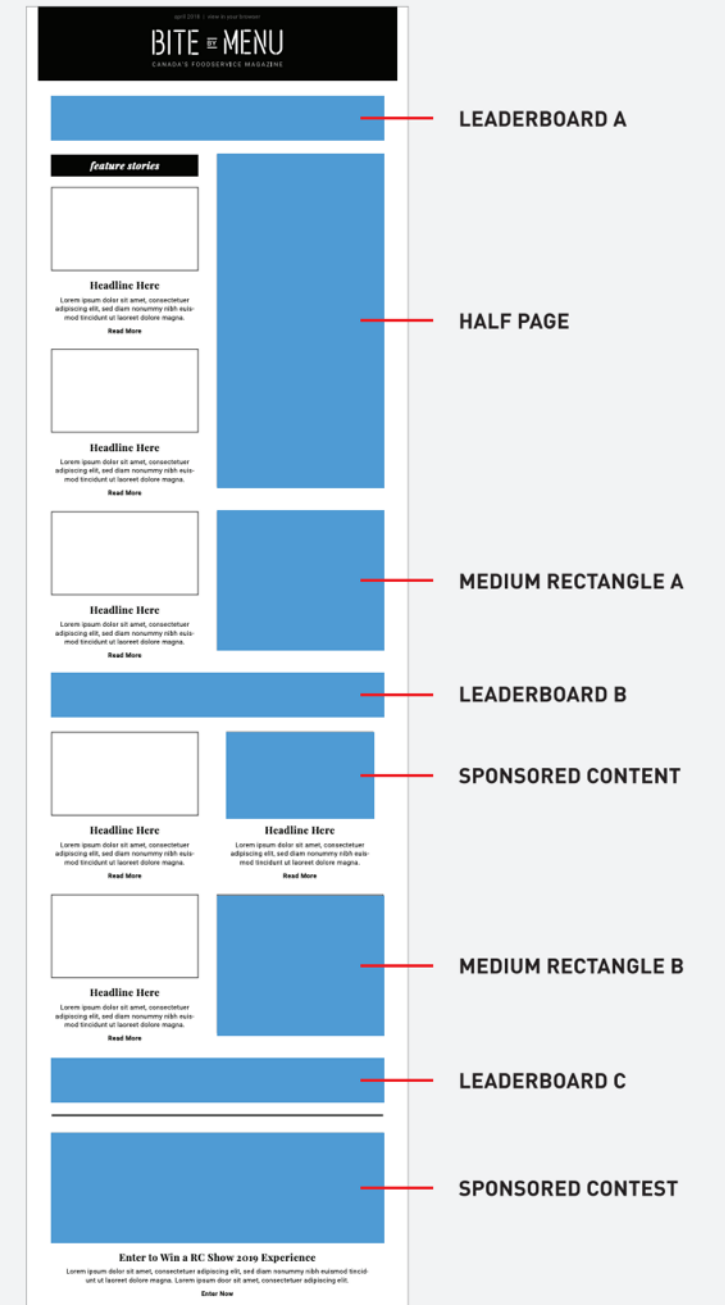 april 2018 | view in your browser
BITE BY MENU
CANADA'S FOODSERVICE MAGAZINE
LEADERBOARD A
feature stories
Headline Here
Lorem ipsum dolor sit amet, consectetuer
adipiscing elit, sed diam nonummy nibh euis-
mod tincidunt ut laoreet dolore magna.
Read More
HALF PAGE
Headline Here
Lorem ipsum dolor sit amet, consectetuer
adipiscing elit, sed diam nonummy nibh euis-
mod tincidunt ut laoreet dolore magna.
Read More
MEDIUM RECTANGLE A
Headline Here
Lorem ipsum dolor sit amet, consectetuer
adipiscing elit, sed diam nonummy nibh euis-
mod tincidunt ut laoreet dolore magna.
Read More
LEADERBOARD B
SPONSORED CONTENT
Headline Here
Lorem ipsum dolor sit amet, consectetuer
adipiscing elit, sed diam nonummy nibh euis-
mod tincidunt ut laoreet dolore magna.
Read More
Headline Here
Lorem ipsum dolor sit amet, consectetuer
adipiscing elit, sed diam nonummy nibh euis-
mod tincidunt ut laoreet dolore magna.
Read More
MEDIUM RECTANGLE B
Headline Here
Lorem ipsum dolor sit amet, consectetuer
adipiscing elit, sed diam nonummy nibh euis-
mod tincidunt ut laoreet dolore magna.
Read More
LEADERBOARD C
SPONSORED CONTEST
Enter to Win a RC Show 2019 Experience
Lorem ipsum dolor sit amet, consectetuer adipiscing elit, sed diam nonummy nibh euismod tincid-
unt ut laoreet dolore magna. Lorem ipsum door sit amet, consectetuer adipiscing elit.
Enter Now